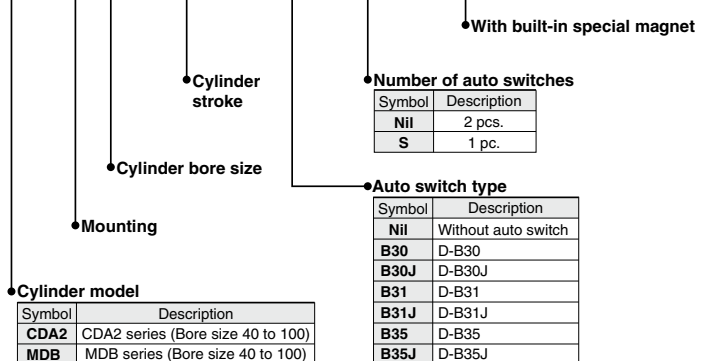 With built-in special magnet
Cylinder
stroke
Number of auto switches
Symbol Description
Nil 2 pcs.
S 1 pc.
Cylinder bore size
Auto switch type
Symbol Description
Nil Without auto switch
B30 D-B30
B30J D-B30J
B31 D-B31
B31J D-B31J
B35 D-B35
B35J D-B35J
Mounting
Cylinder model
Symbol Description
CDA2 CDA2 series (Bore size 40 to 100)
MDB MDB series (Bore size 40 to 100)